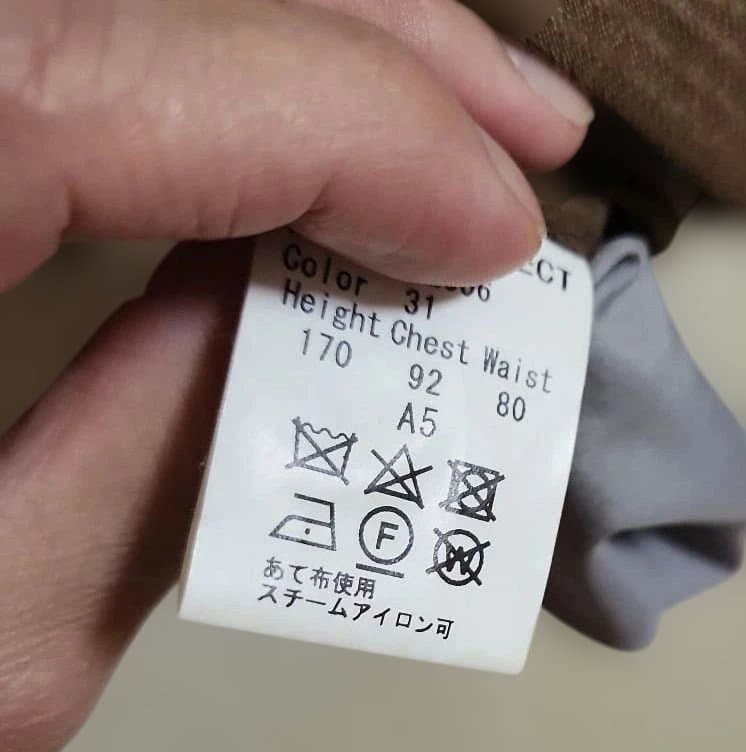 Color 31
Height Chest Waist
170 92 80
A5
F
W
あて布使用
スチームアイロン可